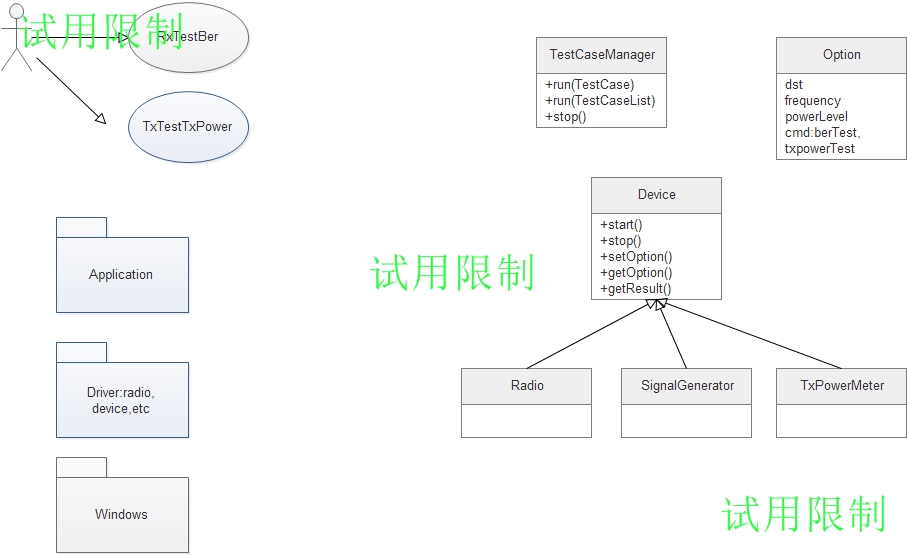 试用限制
RxTestBer
TxTestTxPower
Application
Driver:radio,
device,etc
Windows
TestCaseManager
+run(TestCase)
+run(TestCaseList)
+stop()
Option
dst
frequency
powerLevel
cmd:berTest,
txpowerTest
Device
+start()
+stop()
+setOption()
+getOption()
+getResult()
试用限制
Radio
SignalGenerator
TxPowerMeter
试用限制